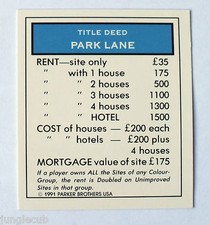 TITLE DEED
PARK LANE
RENT—site only £35
" with 1 house 175
" " 2 houses 500
" " 3 houses 1100
" " 4 houses 1300
" " HOTEL 1500
COST of houses — £200 each
" " hotels — £200 plus
4 houses
MORTGAGE value of site £175
If a player owns ALL the Sites of any Colour-
Group, the rent is Doubled on Unimproved
Sites in that group.
© 1991 PARKER BROTHERS USA
junglecub